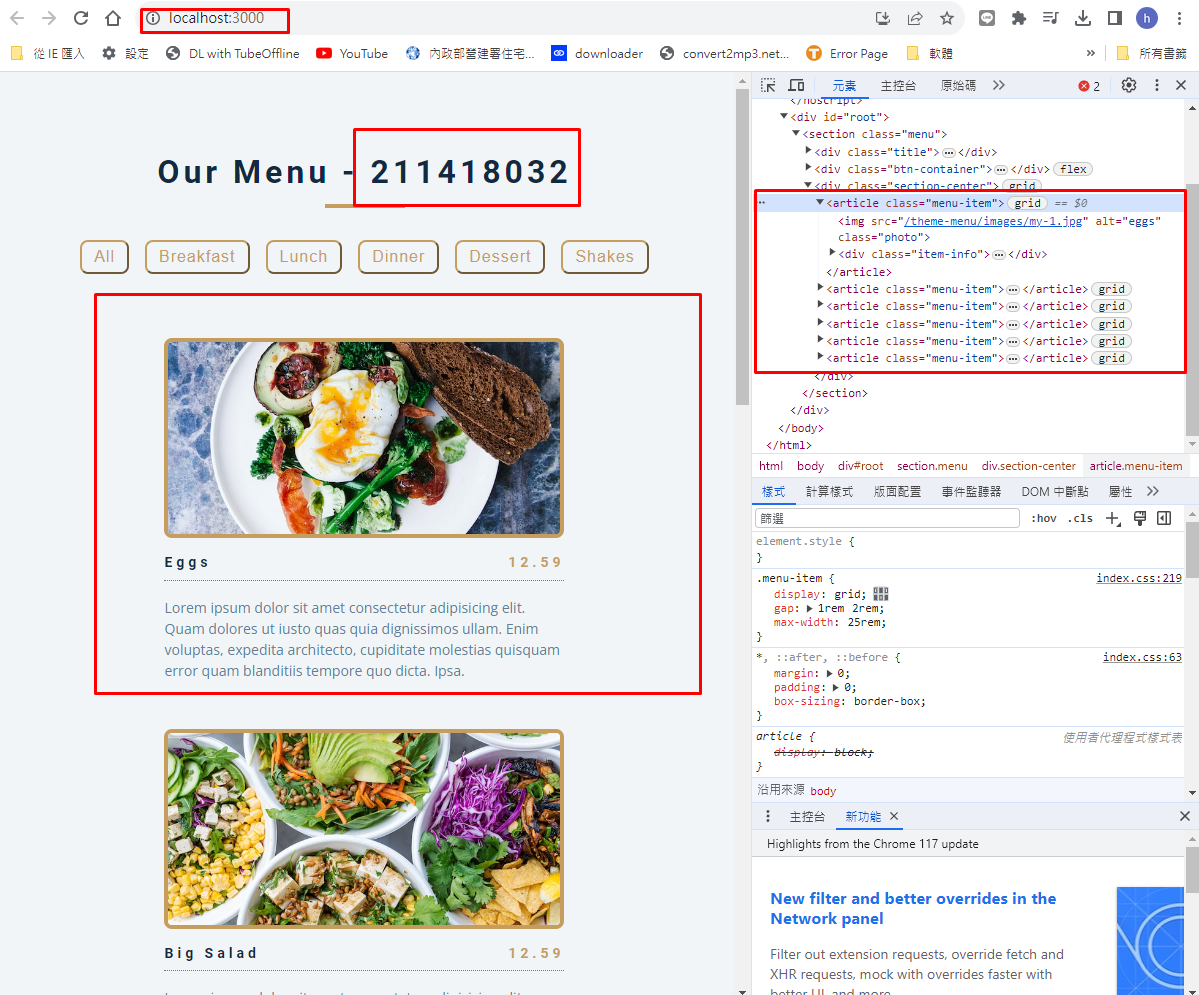 localhost:3000
h
從 IE 匯入 設定 DL with TubeOffline YouTube 內政部營建署住宅... downloader convert2mp3.net... Error Page 軟體 » 所有書籤
Our Menu - 211418032
All Breakfast Lunch Dinner Dessert Shakes
Eggs 12.59
Lorem ipsum dolor sit amet consectetur adipisicing elit.
Quam dolores ut iusto quas quia dignissimos ullam. Enim
voluptas, expedita architecto, cupiditate molestias quisquam
error quam blanditiis tempore quo dicta. Ipsa.
Big Salad 12.59
元素 主控台 原始碼 2
</noscript>
<div id="root">
<section class="menu">
<div class="title">…</div>
<div class="btn-container">…</div> flex
<div class="section-center"> grid
<article class="menu-item"> grid == $0
<img src="/theme-menu/images/my-1.jpg" alt="eggs"
class="photo">
<div class="item-info">…</div>
</article>
<article class="menu-item">…</article> grid
<article class="menu-item">…</article> grid
<article class="menu-item">…</article> grid
<article class="menu-item">…</article> grid
<article class="menu-item">…</article> grid
</div>
</section>
</div>
</body>
</html>
html body div#root section.menu div.section-center article.menu-item
樣式 計算樣式 版面配置 事件監聽器 DOM 中斷點 屬性
篩選 :hov .cls
element.style {
}
.menu-item { index.css:219
display: grid;
gap: 1rem 2rem;
max-width: 25rem;
}
*, ::after, ::before { index.css:63
margin: 0;
padding: 0;
box-sizing: border-box;
}
article { 使用者代理程式樣式表
display: block;
}
沿用來源 body
主控台 新功能
Highlights from the Chrome 117 update
New filter and better overrides in the
Network panel
Filter out extension requests, override fetch and
XHR requests, mock with overrides faster with
better UI, and more